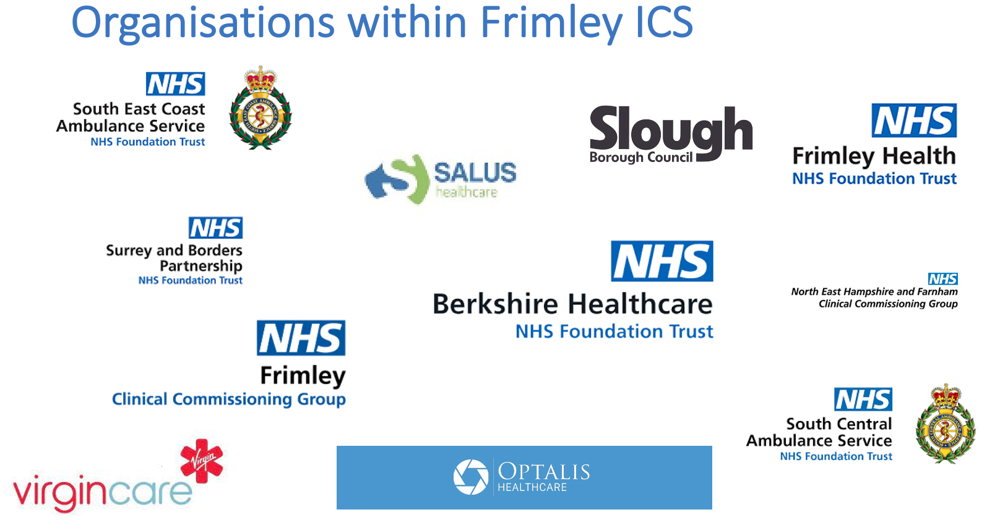 Organisations within Frimley ICS
NHS
South East Coast
Ambulance Service
NHS Foundation Trust
SALUS
healthcare
Slough
Borough Council
NHS
Frimley Health
NHS Foundation Trust
NHS
Surrey and Borders
Partnership
NHS Foundation Trust
NHS
Berkshire Healthcare
NHS Foundation Trust
NHS
North East Hampshire and Farnham
Clinical Commissioning Group
NHS
Frimley
Clinical Commissioning Group
NHS
South Central
Ambulance Service
NHS Foundation Trust
Virgin
virgincare
OPTALIS
HEALTHCARE